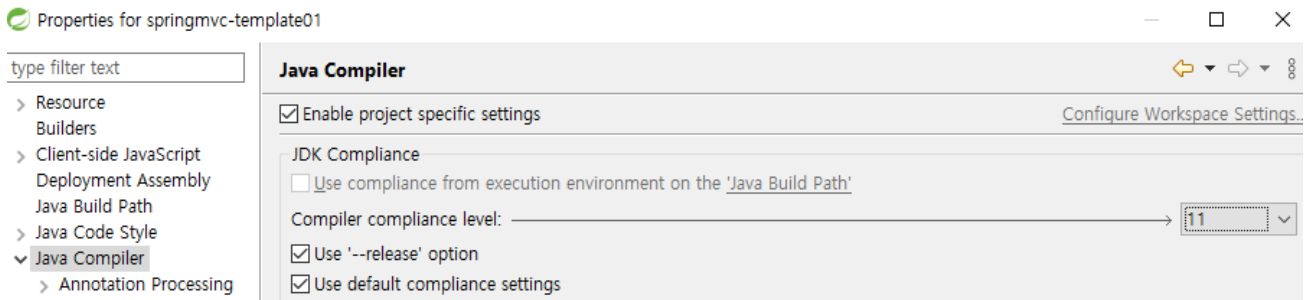 Properties for springmvc-template01
type filter text
Resource
Builders
Client-side JavaScript
Deployment Assembly
Java Build Path
Java Code Style
Java Compiler
Annotation Processing
Java Compiler
Enable project specific settings
Configure Workspace Settings..
JDK Compliance
Use compliance from execution environment on the 'Java Build Path'
Compiler compliance level:
11
Use '--release' option
Use default compliance settings